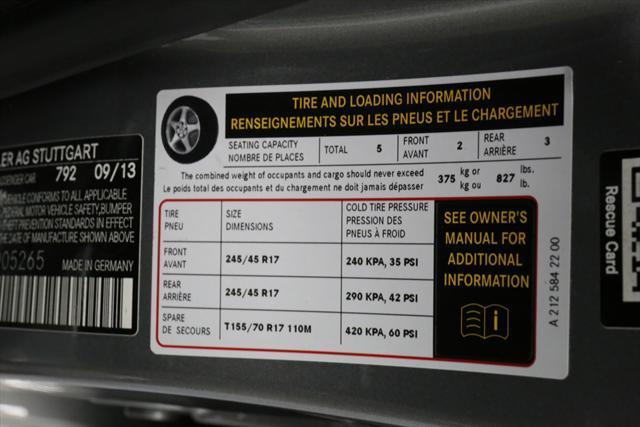 ER AG STUTTGART
792 09/13
VEHICLE CONFORMS TO ALL APPLICABLE
FEDERAL MOTOR VEHICLE SAFETY, BUMPER
THEFT PREVENTION STANDARDS IN EFFECT
DATE OF MANUFACTURE SHOWN ABOVE
05265
MADE IN GERMANY
TIRE AND LOADING INFORMATION
RENSEIGNEMENTS SUR LES PNEUS ET LE CHARGEMENT
SEATING CAPACITY TOTAL 5 FRONT 2 REAR 3
NOMBRE DE PLACES AVANT ARRIÈRE
The combined weight of occupants and cargo should never exceed 375 kg or 827 lbs.
Le poids total des occupants et du chargement ne doit jamais dépasser kg ou lb.
TIRE SIZE COLD TIRE PRESSURE
PNEU DIMENSIONS PRESSION DES
PNEUS À FROID
FRONT
AVANT 245/45 R17 240 KPA, 35 PSI
REAR
ARRIÈRE 245/45 R17 290 KPA, 42 PSI
SPARE
DE SECOURS T155/70 R17 110M 420 KPA, 60 PSI
SEE OWNER'S
MANUAL FOR
ADDITIONAL
INFORMATION
i
A 212 584 22 00
Rescue Card